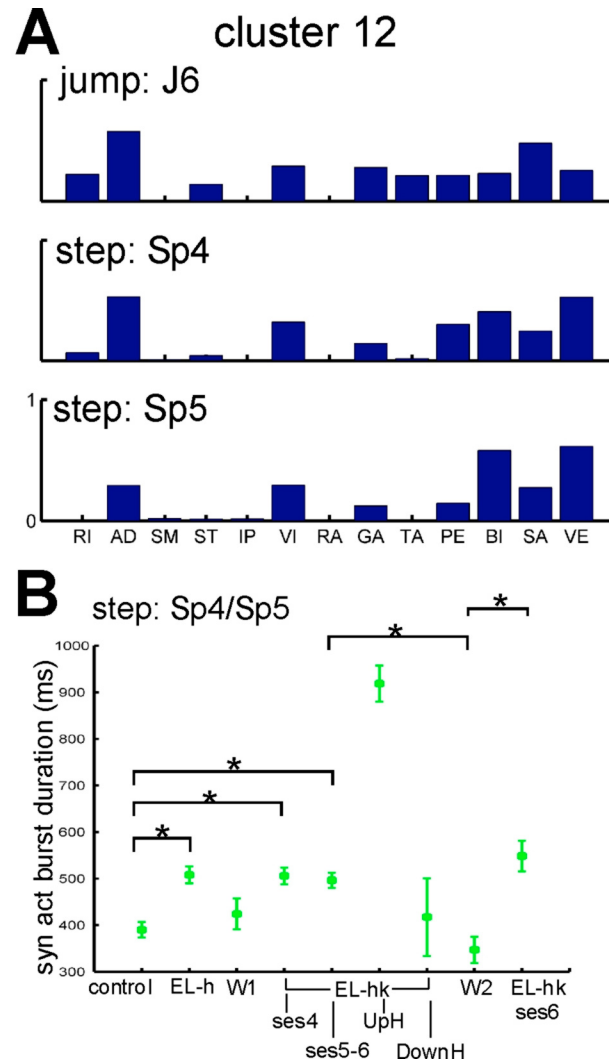 A cluster 12
jump: J6
step: Sp4
step: Sp5
1
0
RI AD SM ST IP VI RA GA TA PE BI SA VE
B step: Sp4/Sp5
syn act burst duration (ms)
1000
900
800
700
600
500
400
300
* * * * *
control EL-h W1 EL-hk W2 EL-hk
ses4 UpH ses6
ses5-6 DownH